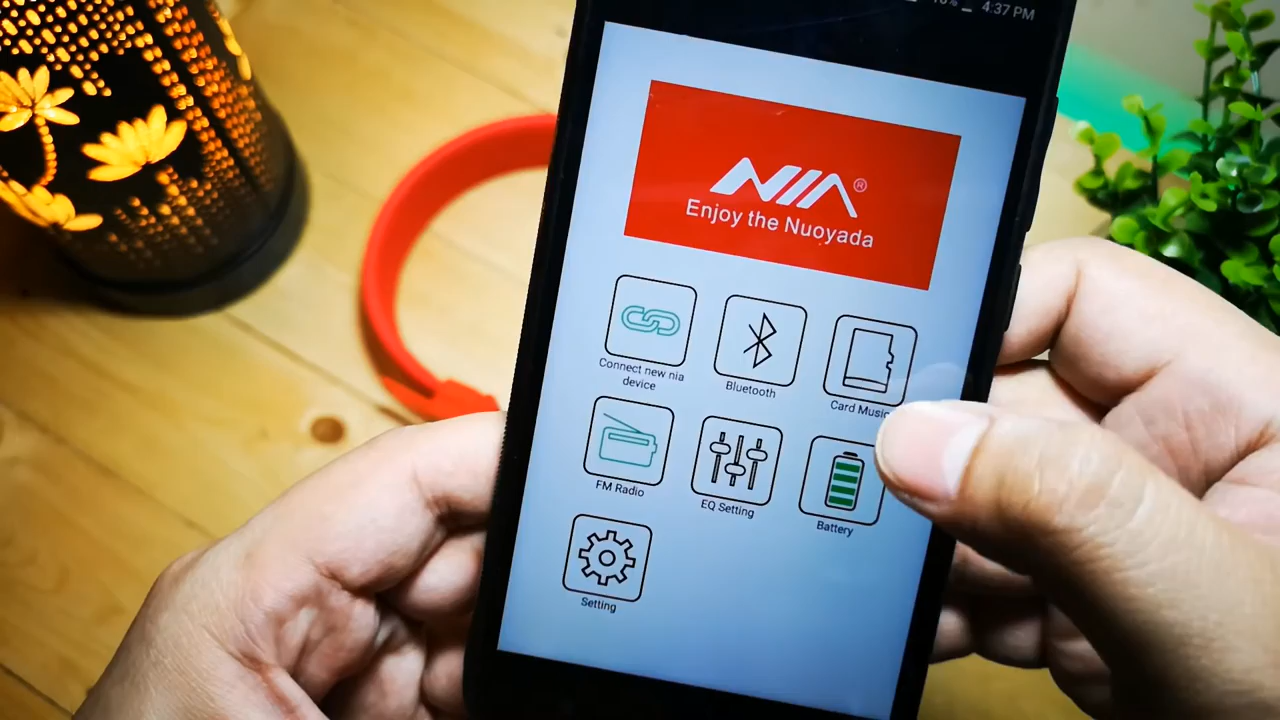 4:37 PM
NIA®
Enjoy the Nuoyada
Connect new nia
device
Bluetooth
Card Music
FM Radio
EQ Setting
Battery
Setting